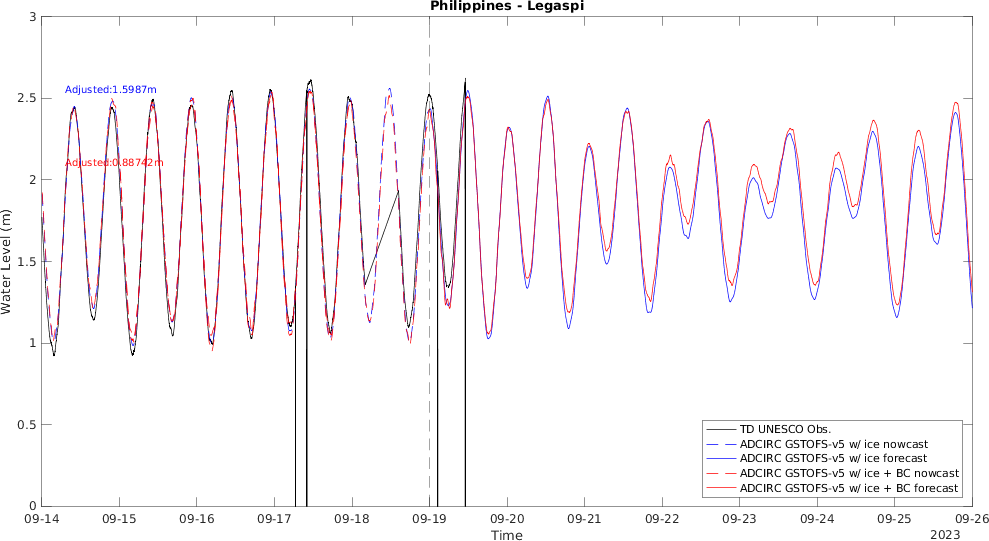 Philippines - Legaspi
3
2.5
2
1.5
1
0.5
0
Water Level (m)
Adjusted:1.5987m
Adjusted:0.88742m
TD UNESCO Obs.
ADCIRC GSTOFS-v5 w/ ice nowcast
ADCIRC GSTOFS-v5 w/ ice forecast
ADCIRC GSTOFS-v5 w/ ice + BC nowcast
ADCIRC GSTOFS-v5 w/ ice + BC forecast
09-14 09-15 09-16 09-17 09-18 09-19 09-20 09-21 09-22 09-23 09-24 09-25 09-26
Time
2023